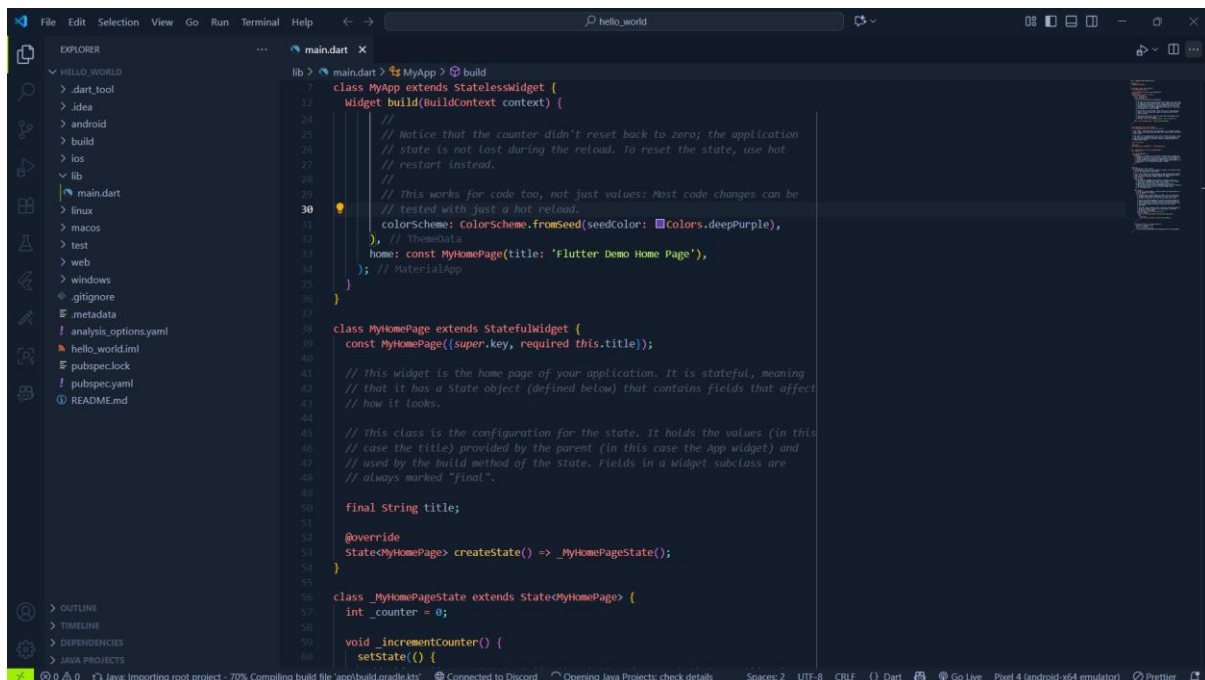 File Edit Selection View Go Run Terminal Help
hello_world
EXPLORER
main.dart
HELLO_WORLD
.dart_tool
.idea
android
build
ios
lib
main.dart
linux
macos
test
web
windows
.gitignore
.metadata
analysis_options.yaml
hello_world.iml
pubspec.lock
pubspec.yaml
README.md
OUTLINE
TIMELINE
DEPENDENCIES
JAVA PROJECTS
lib > main.dart > MyApp > build
7 class MyApp extends StatelessWidget {
12 Widget build(BuildContext context) {
24 //
25 // Notice that the counter didn't reset back to zero; the application
26 // state is not lost during the reload. To reset the state, use hot
27 // restart instead.
28 //
29 // This works for code too, not just values: Most code changes can be
30 // tested with just a hot reload.
31 colorScheme: ColorScheme.fromSeed(seedColor: Colors.deepPurple),
32 ), // ThemeData
33 home: const MyHomePage(title: 'Flutter Demo Home Page'),
34 ); // MaterialApp
35 }
36 }
37
38 class MyHomePage extends StatefulWidget {
39 const MyHomePage({super.key, required this.title});
40
41 // This widget is the home page of your application. It is stateful, meaning
42 // that it has a State object (defined below) that contains fields that affect
43 // how it looks.
44
45 // This class is the configuration for the state. It holds the values (in this
46 // case the title) provided by the parent (in this case the App widget) and
47 // used by the build method of the State. Fields in a Widget subclass are
48 // always marked "final".
49
50 final String title;
51
52 @override
53 State<MyHomePage> createState() => _MyHomePageState();
54 }
55
56 class _MyHomePageState extends State<MyHomePage> {
57 int _counter = 0;
58
59 void _incrementCounter() {
60 setState(() {
0 0 Java: Importing root project - 70% Compiling build file 'app\build.gradle.kts' Connected to Discord Opening Java Projects: check details Spaces: 2 UTF-8 CRLF {} Dart Go Live Pixel 4 (android-x64 emulator) Prettier